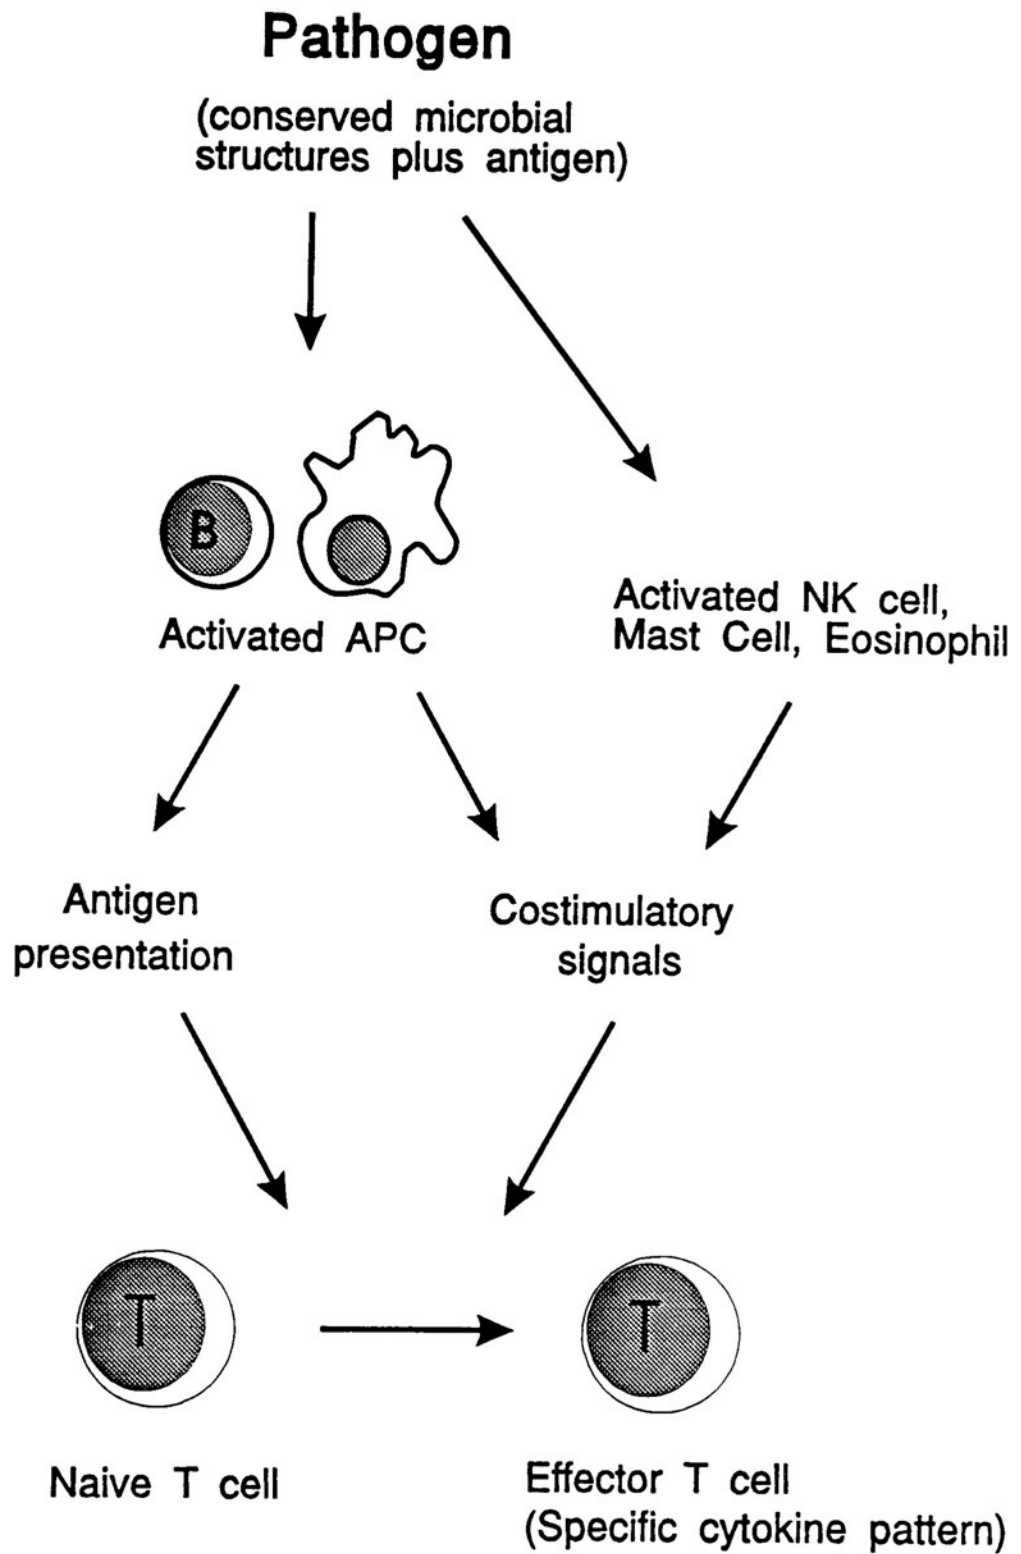 Pathogen
(conserved microbial
structures plus antigen)
B
Activated APC
Activated NK cell,
Mast Cell, Eosinophil
Antigen
presentation
Costimulatory
signals
T
T
Naive T cell
Effector T cell
(Specific cytokine pattern)